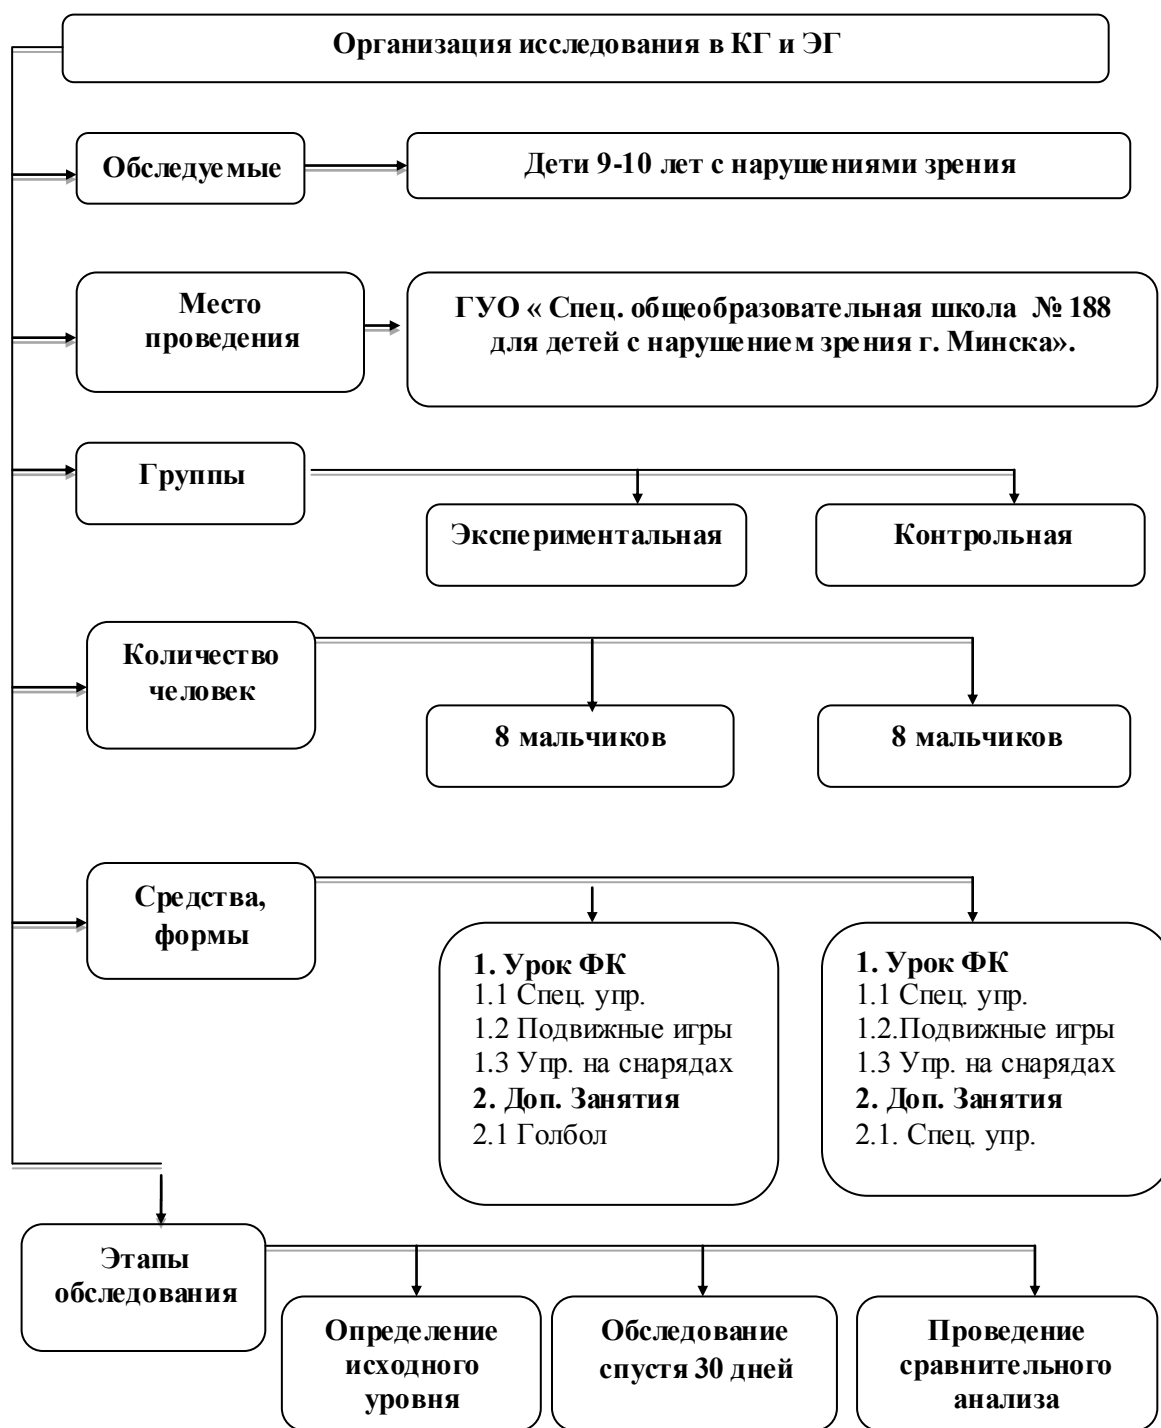 Организация исследования в КГ и ЭГ
Обследуемые
Дети 9-10 лет с нарушениями зрения
Место
проведения
ГУО « Спец. общеобразовательная школа № 188
для детей с нарушением зрения г. Минска».
Группы
Экспериментальная
Контрольная
Количество
человек
8 мальчиков
8 мальчиков
Средства,
формы
1. Урок ФК
1.1 Спец. упр.
1.2 Подвижные игры
1.3 Упр. на снарядах
2. Доп. Занятия
2.1 Голбол
1. Урок ФК
1.1 Спец. упр.
1.2.Подвижные игры
1.3 Упр. на снарядах
2. Доп. Занятия
2.1. Спец. упр.
Этапы
обследования
Определение
исходного
уровня
Обследование
спустя 30 дней
Проведение
сравнительного
анализа